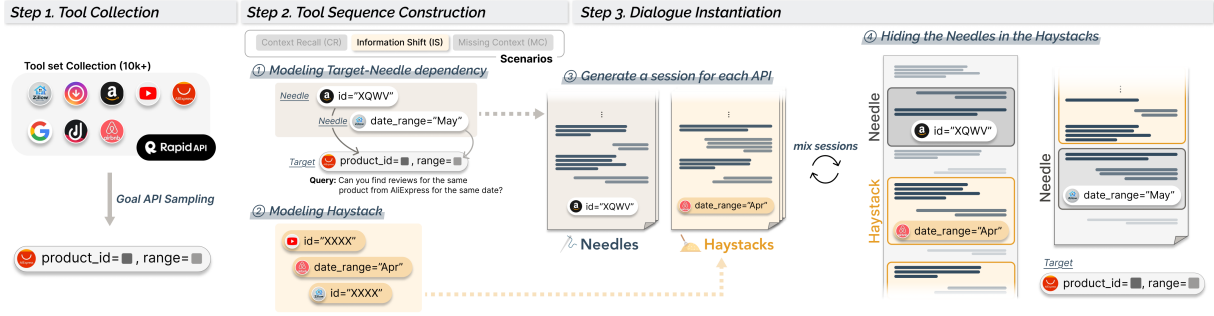 Step 1. Tool Collection
Tool set Collection (10k+)
Zillow
a
AliExpress
G
airbnb
Rapid API
Goal API Sampling
product_id= , range=
Step 2. Tool Sequence Construction
Context Recall (CR)
Information Shift (IS)
Missing Context (MC)
Scenarios
① Modeling Target-Needle dependency
Needle
id="XQWV"
Needle
date_range="May"
Target
product_id= , range=
Query: Can you find reviews for the same
product from AliExpress for the same date?
② Modeling Haystack
id="XXXX"
date_range="Apr"
id="XXXX"
Step 3. Dialogue Instantiation
③ Generate a session for each API
id="XQWV"
Needles
date_range="Apr"
Haystacks
mix sessions
④ Hiding the Needles in the Haystacks
Needle
id="XQWV"
Haystack
date_range="Apr"
Needle
date_range="May"
Target
product_id= , range=